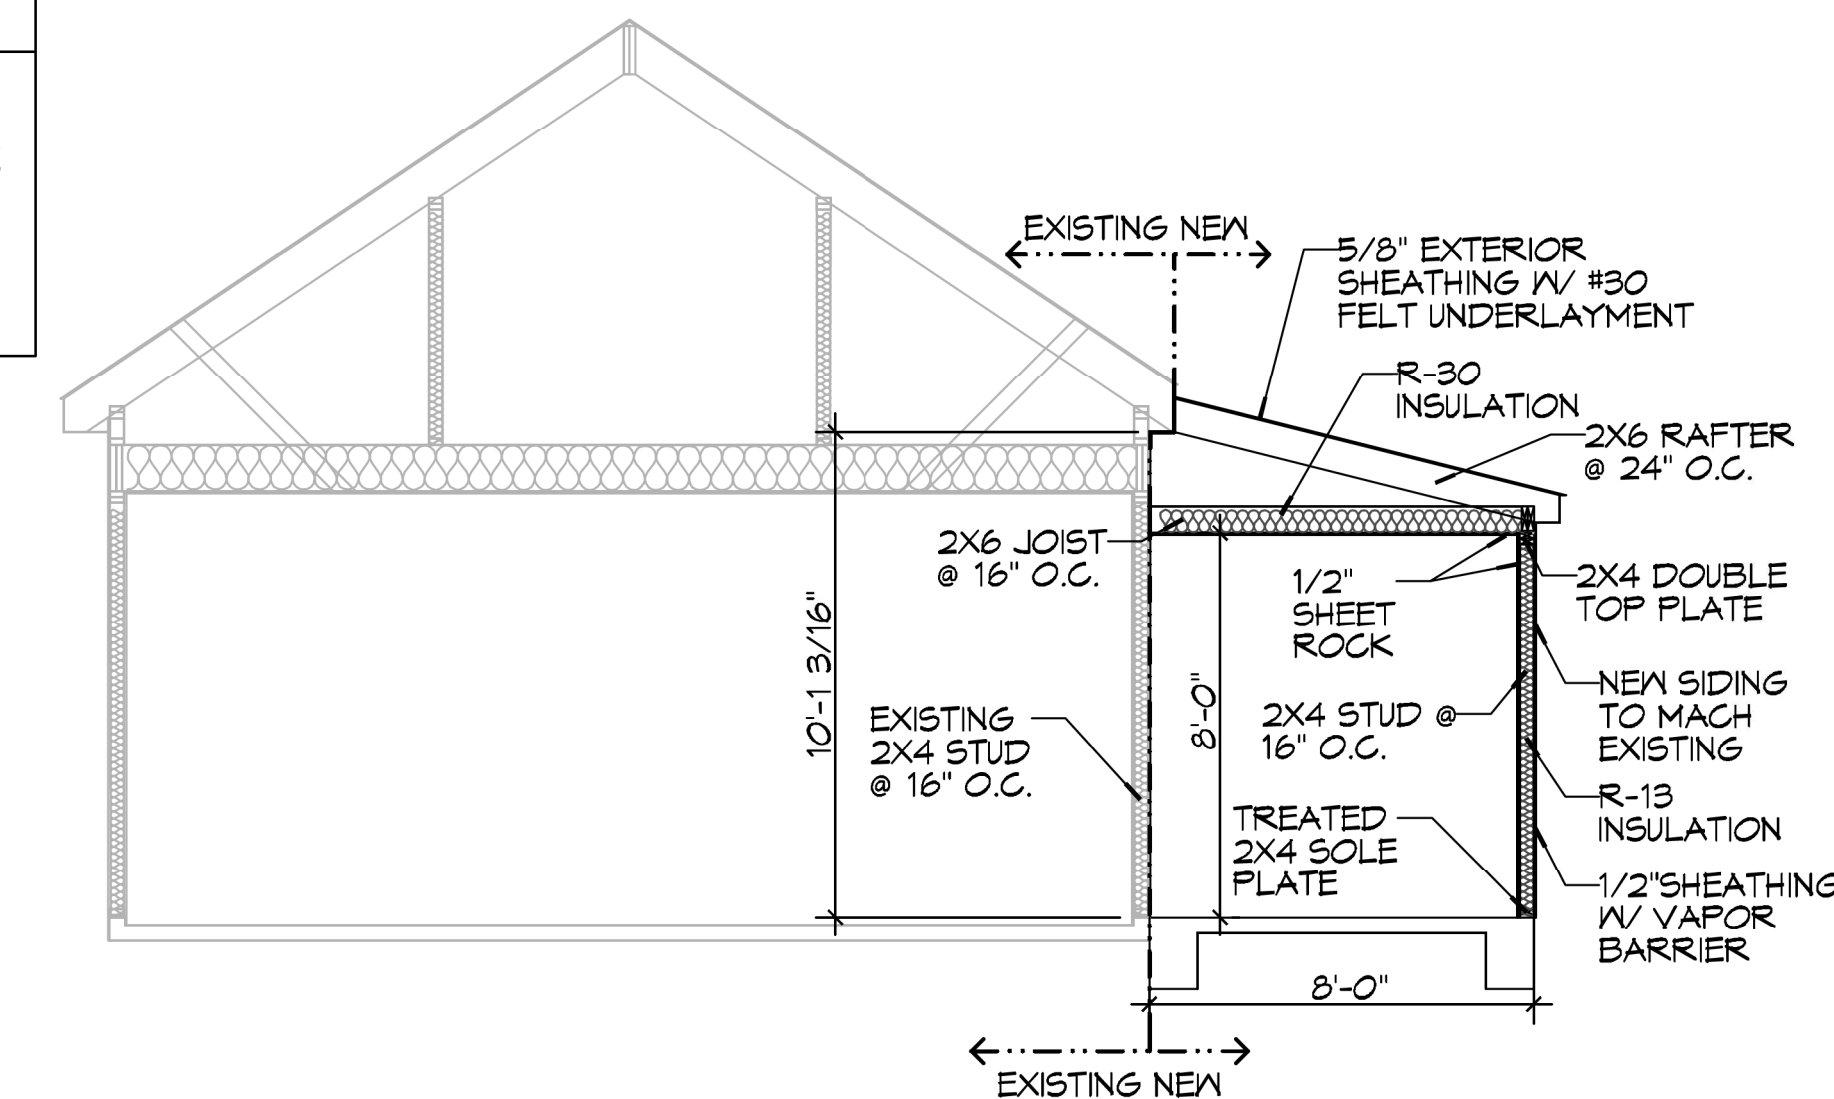 EXISTING NEW
5/8" EXTERIOR
SHEATHING W/ #30
FELT UNDERLAYMENT
R-30
INSULATION
2X6 RAFTER
@ 24" O.C.
2X6 JOIST
@ 16" O.C.
1/2"
SHEET
ROCK
2X4 DOUBLE
TOP PLATE
10'-1 3/16"
8'-0"
EXISTING
2X4 STUD
@ 16" O.C.
2X4 STUD @
16" O.C.
NEW SIDING
TO MACH
EXISTING
R-13
INSULATION
TREATED
2X4 SOLE
PLATE
1/2"SHEATHING
W/ VAPOR
BARRIER
8'-0"
EXISTING NEW